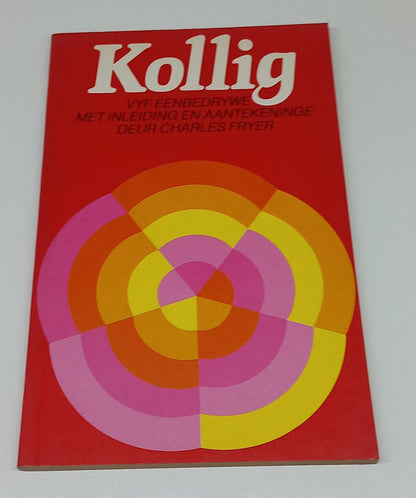 Kollig
VYF EENBEDRYWE
MET INLEIDING EN AANTEKENINGE
DEUR CHARLES FRYER